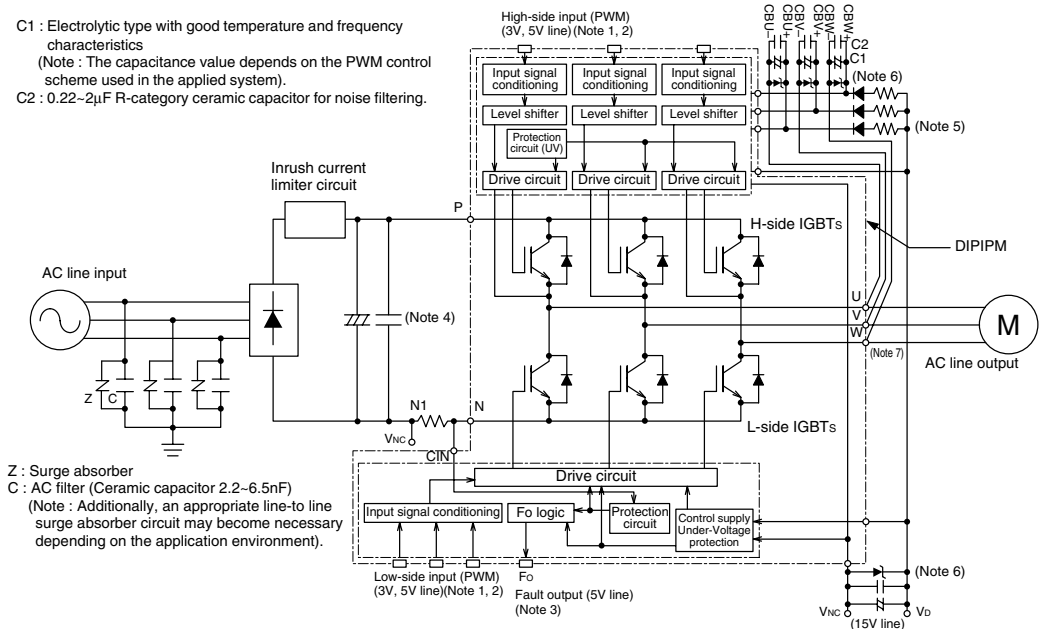 C1 : Electrolytic type with good temperature and frequency
characteristics
(Note : The capacitance value depends on the PWM control
scheme used in the applied system).
C2 : 0.22~2μF R-category ceramic capacitor for noise filtering.
High-side input (PWM)
(3V, 5V line)(Note 1, 2)
CBU−
CBU+
CBV−
CBV+
CBW−
CBW+
C2
C1
(Note 6)
(Note 5)
Input signal
conditioning
Input signal
conditioning
Input signal
conditioning
Level shifter
Level shifter
Level shifter
Protection
circuit (UV)
Drive circuit
Drive circuit
Drive circuit
Inrush current
limiter circuit
P
H-side IGBTs
DIPIPM
AC line input
(Note 4)
U
V
W
M
(Note 7)
AC line output
Z
C
N1
N
VNC
CIN
L-side IGBTs
Z : Surge absorber
C : AC filter (Ceramic capacitor 2.2~6.5nF)
(Note : Additionally, an appropriate line-to line
surge absorber circuit may become necessary
depending on the application environment).
Drive circuit
Input signal conditioning
Fo logic
Protection
circuit
Control supply
Under-Voltage
protection
Low-side input (PWM)
(3V, 5V line)(Note 1, 2)
FO
Fault output (5V line)
(Note 3)
(Note 6)
VNC
VD
(15V line)